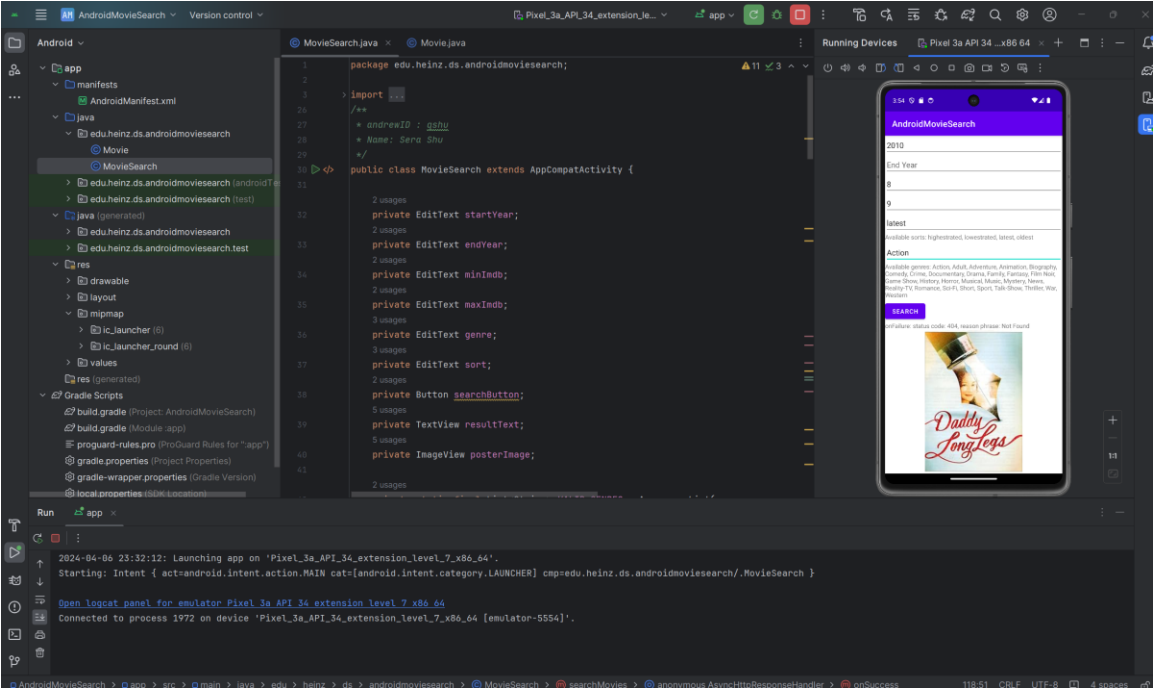 AM AndroidMovieSearch Version control Pixel_3a_API_34_extension_le... app
Android
app
manifests
AndroidManifest.xml
java
edu.heinz.ds.androidmoviesearch
Movie
MovieSearch
edu.heinz.ds.androidmoviesearch (androidTe
edu.heinz.ds.androidmoviesearch (test)
java (generated)
edu.heinz.ds.androidmoviesearch
edu.heinz.ds.androidmoviesearch.test
res
drawable
layout
mipmap
ic_launcher (6)
ic_launcher_round (6)
values
res (generated)
Gradle Scripts
build.gradle (Project: AndroidMovieSearch)
build.gradle (Module :app)
proguard-rules.pro (ProGuard Rules for ":app")
gradle.properties (Project Properties)
gradle-wrapper.properties (Gradle Version)
local.properties (SDK Location)
MovieSearch.java Movie.java
11 3
1 package edu.heinz.ds.androidmoviesearch;
2
3 import ...
26 /**
27 * andrewID : qshu
28 * Name: Sera Shu
29 */
30 public class MovieSearch extends AppCompatActivity {
31
2 usages
32 private EditText startYear;
2 usages
33 private EditText endYear;
2 usages
34 private EditText minImdb;
2 usages
35 private EditText maxImdb;
3 usages
36 private EditText genre;
3 usages
37 private EditText sort;
2 usages
38 private Button searchButton;
5 usages
39 private TextView resultText;
5 usages
40 private ImageView posterImage;
41
2 usages
Running Devices Pixel 3a API 34 ...x86 64
3:54
AndroidMovieSearch
2010
End Year
8
9
latest
Available sorts: highestrated, lowestrated, latest, oldest
Action
Available genres: Action, Adult, Adventure, Animation, Biography,
Comedy, Crime, Documentary, Drama, Family, Fantasy, Film Noir,
Game Show, History, Horror, Musical, Music, Mystery, News,
Reality-TV, Romance, Sci-Fi, Short, Sport, Talk-Show, Thriller, War,
Western
SEARCH
onFailure: status code: 404, reason phrase: Not Found
Daddy
LongLegs
1:1
Run app
2024-04-06 23:32:12: Launching app on 'Pixel_3a_API_34_extension_level_7_x86_64'.
Starting: Intent { act=android.intent.action.MAIN cat=[android.intent.category.LAUNCHER] cmp=edu.heinz.ds.androidmoviesearch/.MovieSearch }
Open logcat panel for emulator Pixel 3a API 34 extension level 7 x86 64
Connected to process 1972 on device 'Pixel_3a_API_34_extension_level_7_x86_64 [emulator-5554]'.
AndroidMovieSearch > app > src > main > java > edu > heinz > ds > androidmoviesearch > MovieSearch > searchMovies > anonymous AsyncHttpResponseHandler > onSuccess 118:51 CRLF UTF-8 4 spaces